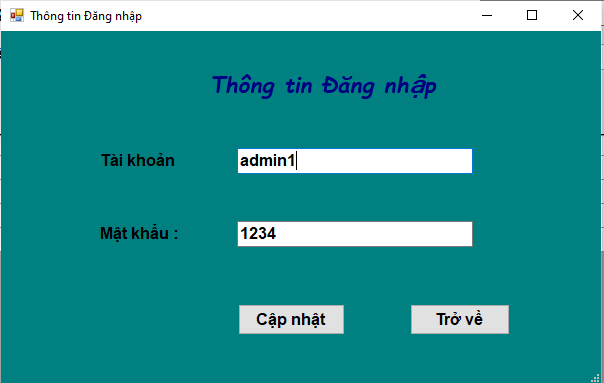 Thông tin Đăng nhập
Thông tin Đăng nhập
Tài khoản
admin1
Mật khẩu :
1234
Cập nhật
Trở về